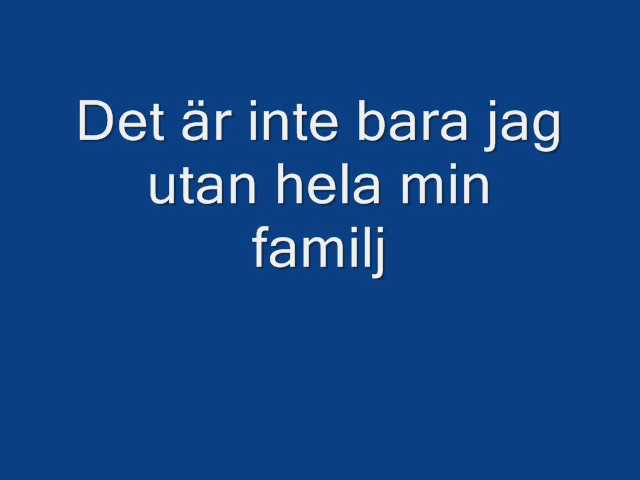 Det är inte bara jag
utan hela min
familj